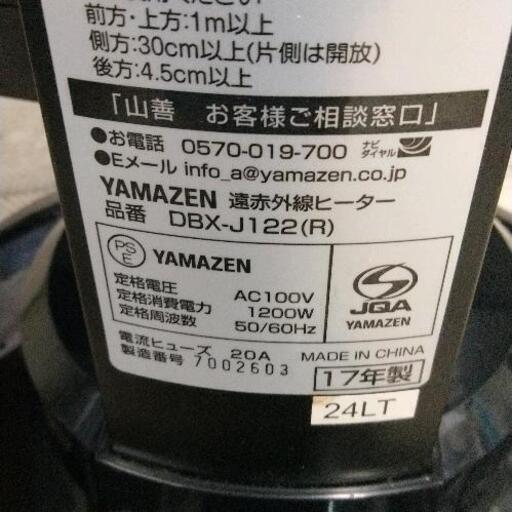 前方・上方:1m以上
側方:30cm以上(片側は開放)
後方:4.5cm以上
「山善 お客様ご相談窓口」
●お電話 0570-019-700 ナビダイヤル
●Eメール info_a@yamazen.co.jp
YAMAZEN 遠赤外線ヒーター
品番 DBX-J122(R)
PSE YAMAZEN
定格電圧 AC100V
定格消費電力 1200W
定格周波数 50/60Hz
JQA
YAMAZEN
電流ヒューズ 20A MADE IN CHINA
製造番号 7002603 17年製
24LT